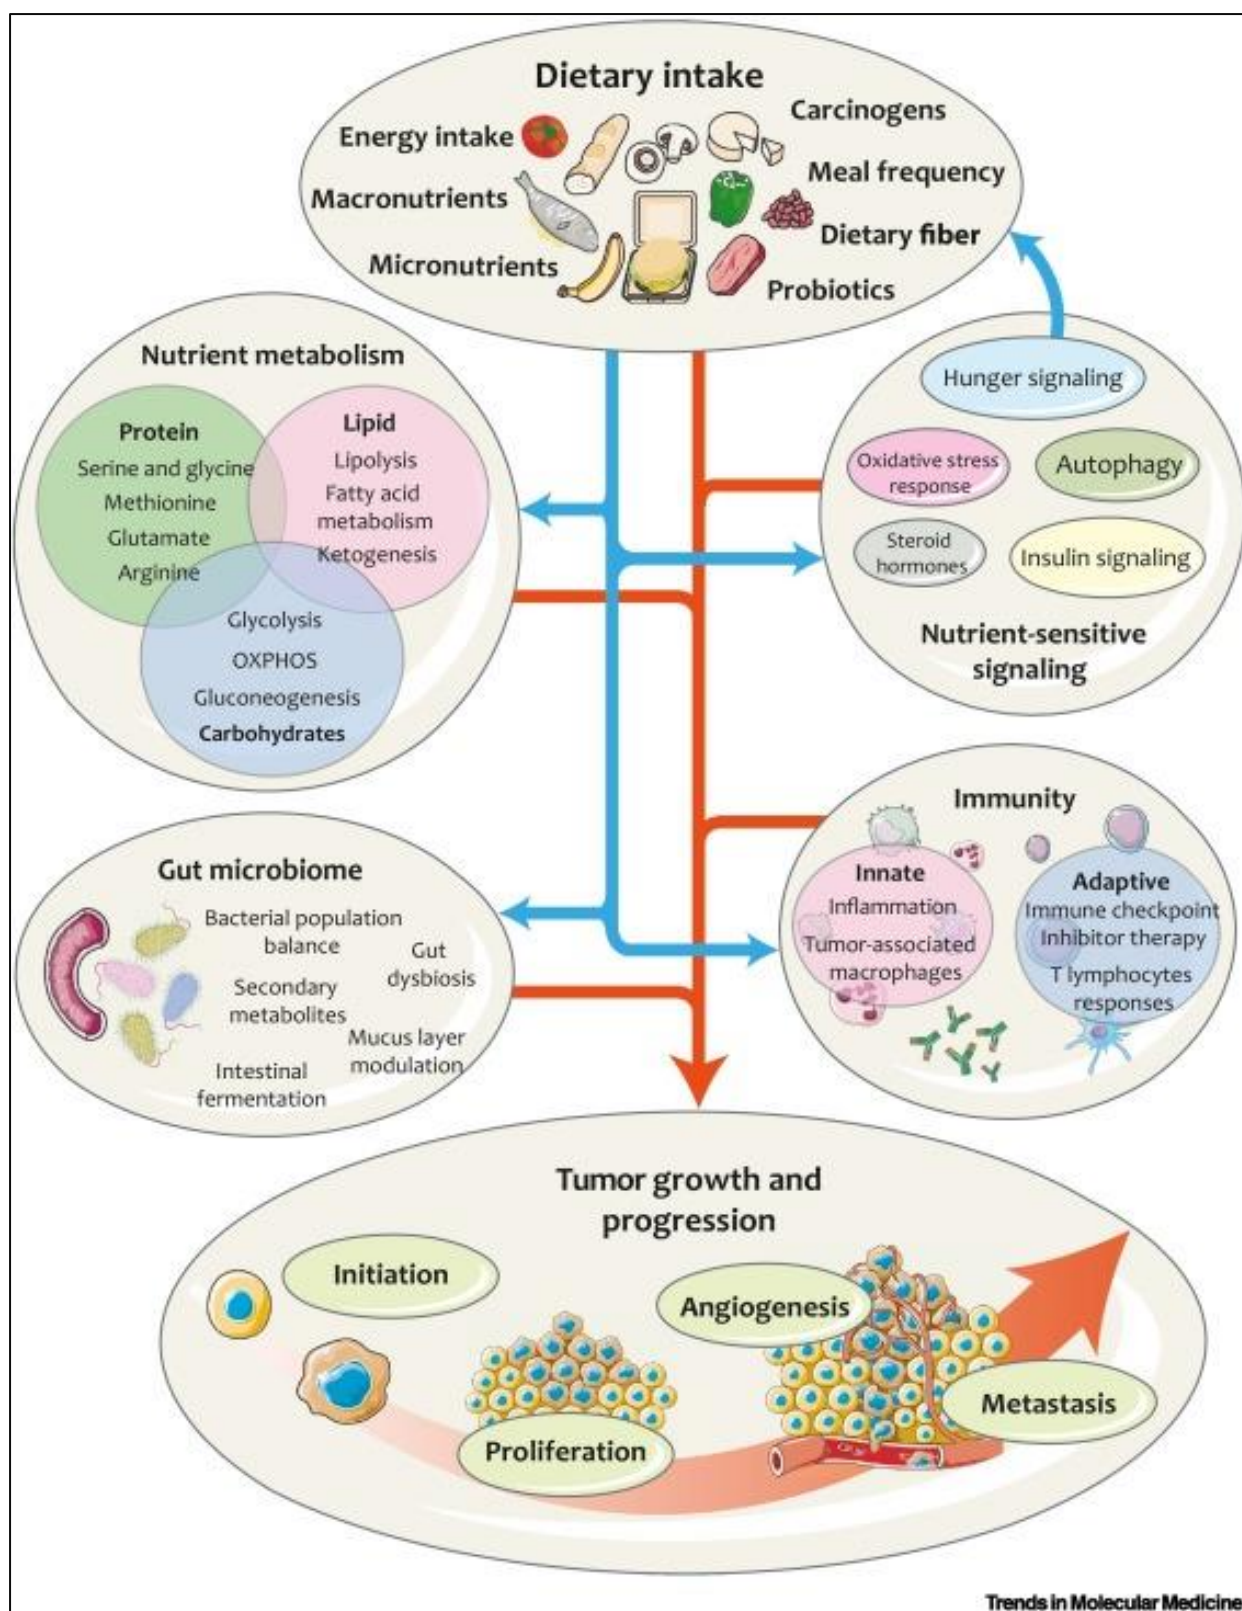 Dietary intake
Energy intake
Carcinogens
Macronutrients
Meal frequency
Micronutrients
Dietary fiber
Probiotics
Nutrient metabolism
Protein
Serine and glycine
Methionine
Glutamate
Arginine
Lipid
Lipolysis
Fatty acid
metabolism
Ketogenesis
Glycolysis
OXPHOS
Gluconeogenesis
Carbohydrates
Hunger signaling
Oxidative stress
response
Autophagy
Steroid
hormones
Insulin signaling
Nutrient-sensitive
signaling
Gut microbiome
Bacterial population
balance
Gut
dysbiosis
Secondary
metabolites
Mucus layer
modulation
Intestinal
fermentation
Immunity
Innate
Inflammation
Tumor-associated
macrophages
Adaptive
Immune checkpoint
Inhibitor therapy
T lymphocytes
responses
Tumor growth and
progression
Initiation
Proliferation
Angiogenesis
Metastasis
Trends in Molecular Medicine